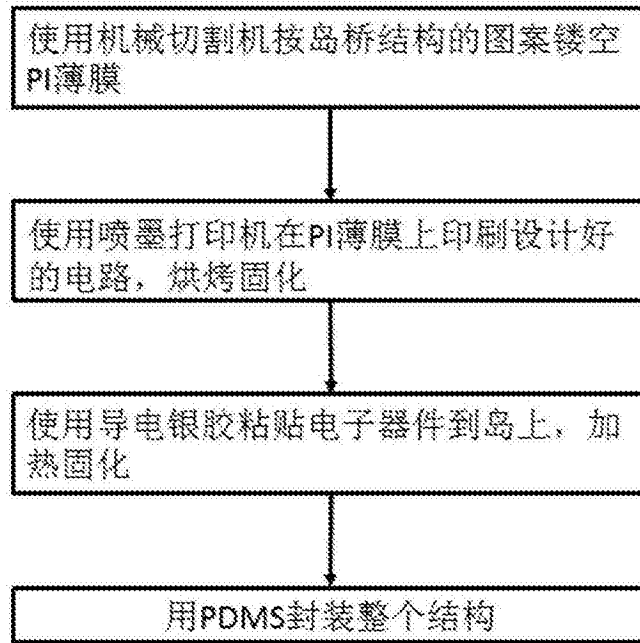 使用机械切割机按岛桥结构的图案镂空
PI薄膜
使用喷墨打印机在PI薄膜上印刷设计好
的电路，烘烤固化
使用导电银胶粘贴电子器件到岛上，加
热固化
用PDMS封装整个结构